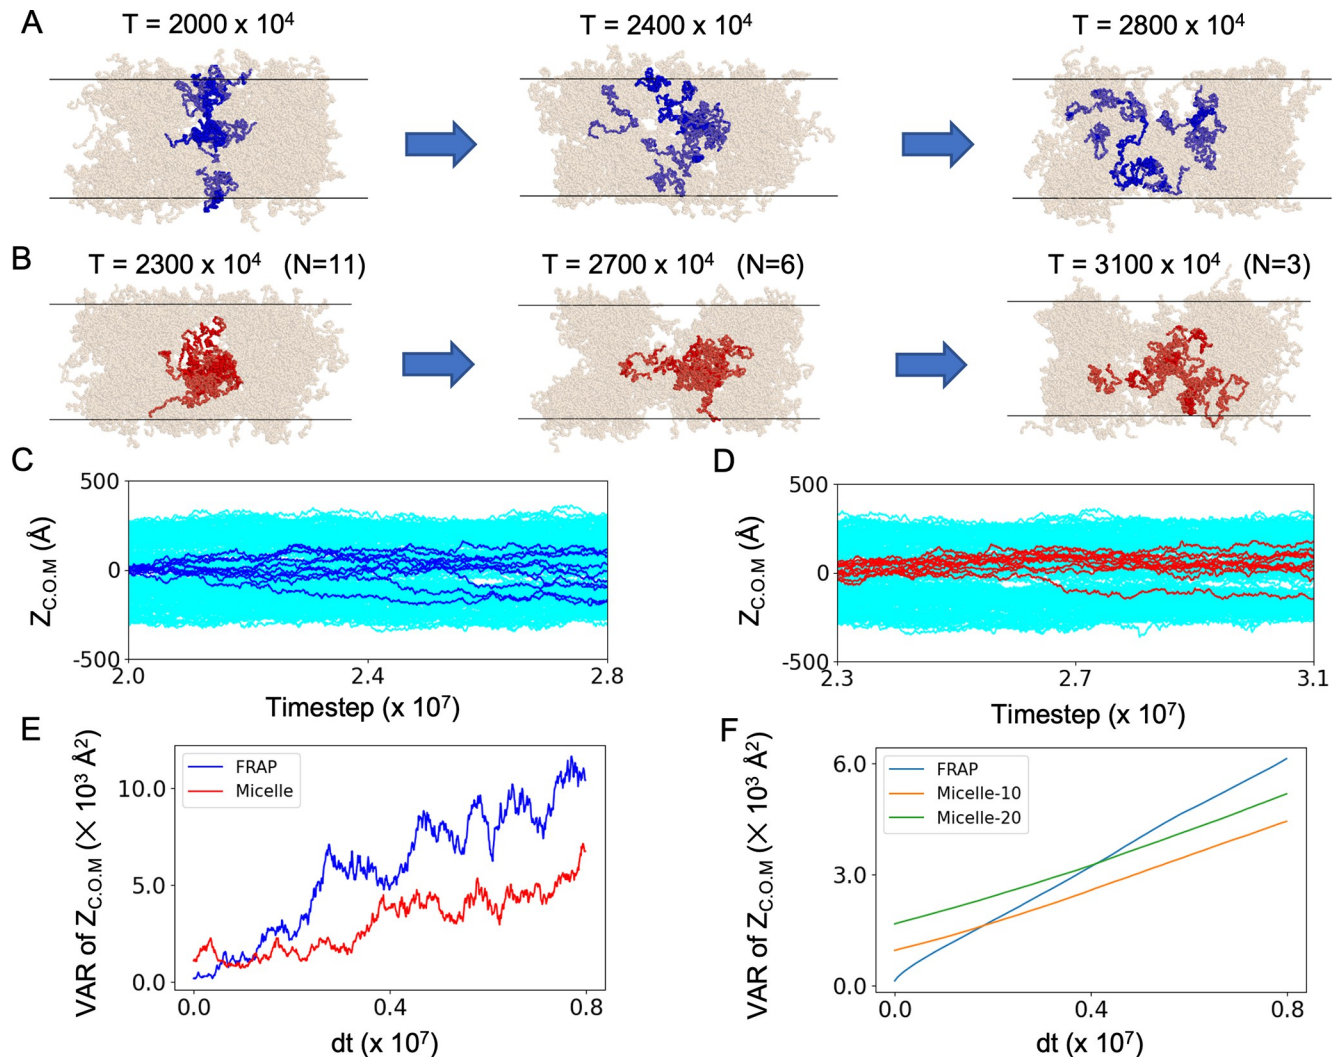 A
T = 2000 x 10⁴
T = 2400 x 10⁴
T = 2800 x 10⁴
B
T = 2300 x 10⁴ (N=11)
T = 2700 x 10⁴ (N=6)
T = 3100 x 10⁴ (N=3)
C
500
0
-500
Z_C.O.M (Å)
2.0
2.4
2.8
Timestep (x 10⁷)
D
500
0
-500
Z_C.O.M (Å)
2.3
2.7
3.1
Timestep (x 10⁷)
E
VAR of Z_C.O.M (× 10³ Å²)
10.0
5.0
0.0
FRAP
Micelle
0.0
0.4
0.8
dt (x 10⁷)
F
VAR of Z_C.O.M (× 10³ Å²)
6.0
3.0
0.0
FRAP
Micelle-10
Micelle-20
0.0
0.4
0.8
dt (x 10⁷)